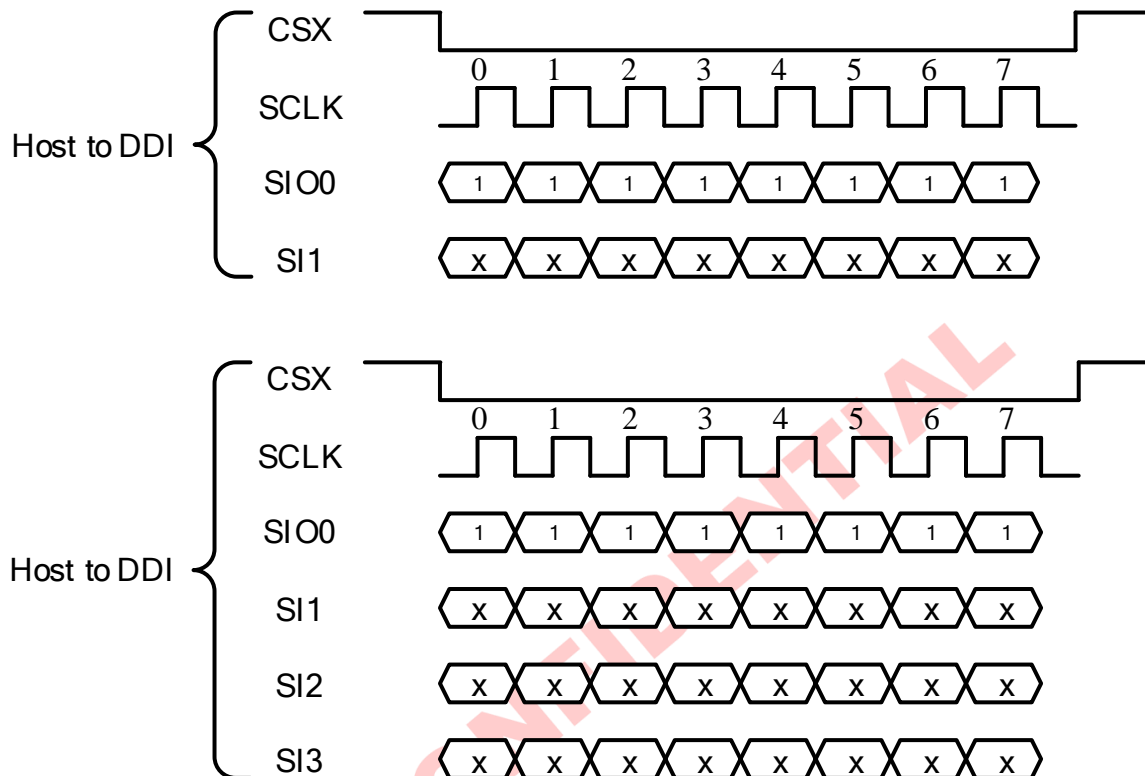 CSX
0 1 2 3 4 5 6 7
SCLK
Host to DDI
SIO0 1 1 1 1 1 1 1 1
SI1 x x x x x x x x
CSX
0 1 2 3 4 5 6 7
SCLK
SIO0 1 1 1 1 1 1 1 1
Host to DDI
SI1 x x x x x x x x
SI2 x x x x x x x x
SI3 x x x x x x x x
ONFIDENTIAL